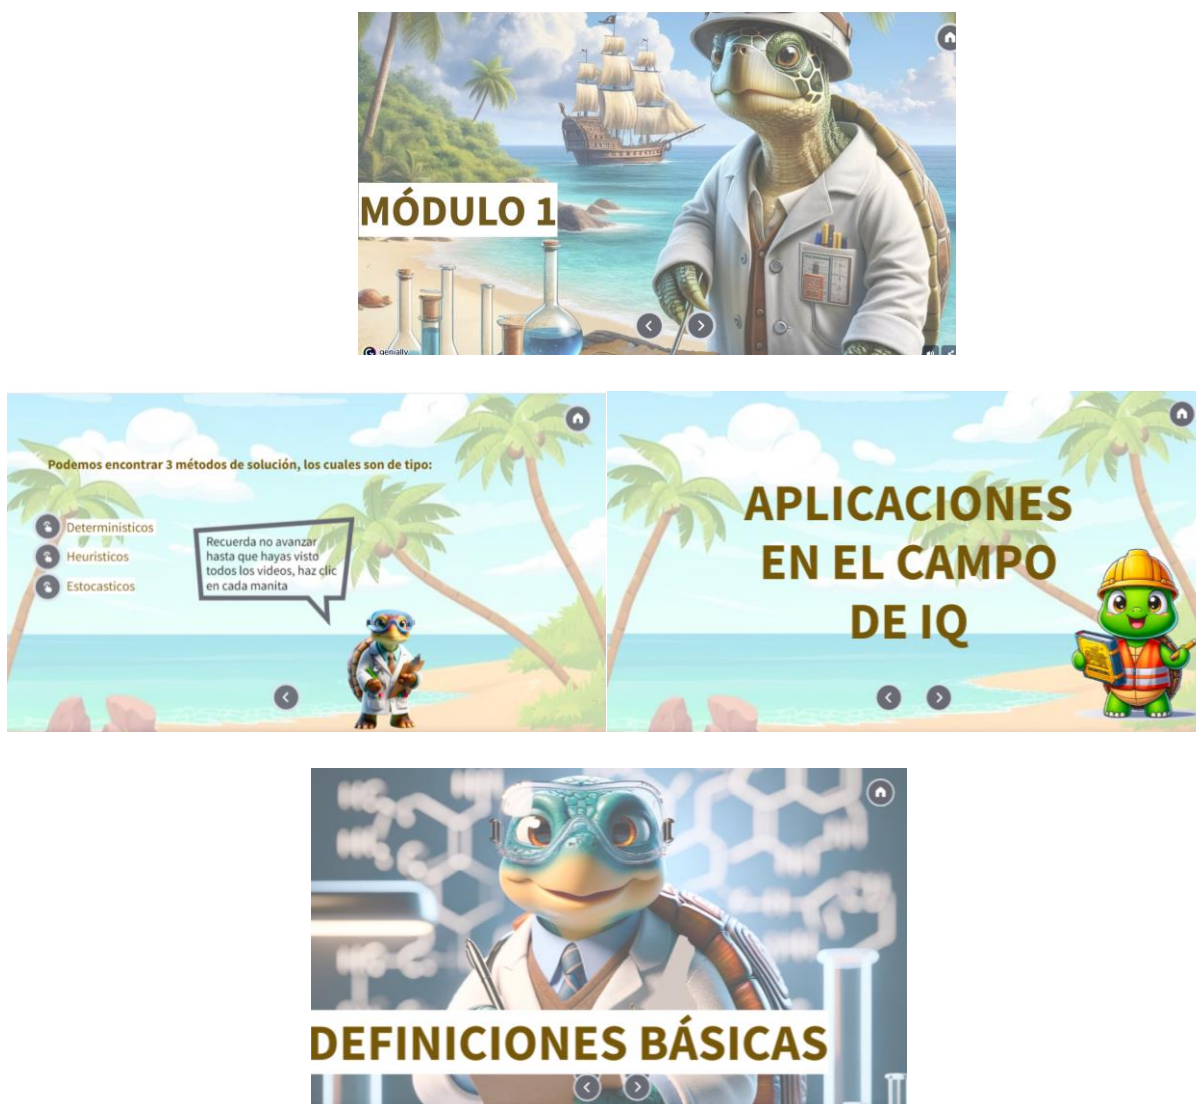 MÓDULO 1
genially
Podemos encontrar 3 métodos de solución, los cuales son de tipo:
Deterministicos
Heuristicos
Estocasticos
Recuerda no avanzar
hasta que hayas visto
todos los videos, haz clic
en cada manita
APLICACIONES
EN EL CAMPO
DE IQ
DEFINICIONES BÁSICAS